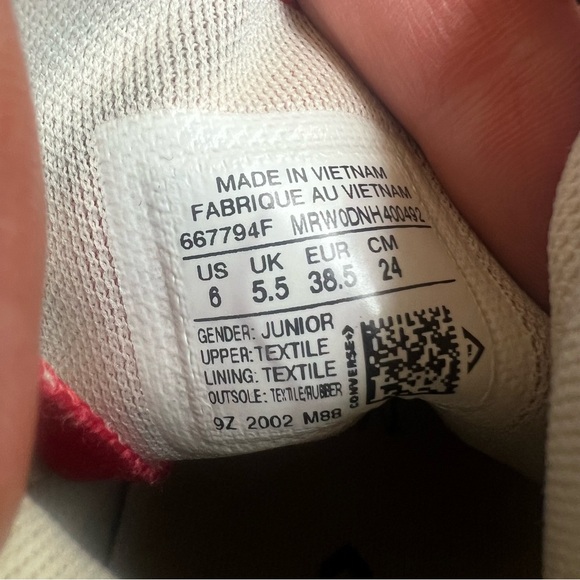 MADE IN VIETNAM
FABRIQUE AU VIETNAM
667794F MRW0DNH400492
US UK EUR CM
6 5.5 38.5 24
GENDER: JUNIOR
UPPER: TEXTILE
LINING: TEXTILE
OUTSOLE: TEXTILE/RUBBER
CONVERSE
9Z 2002 M88